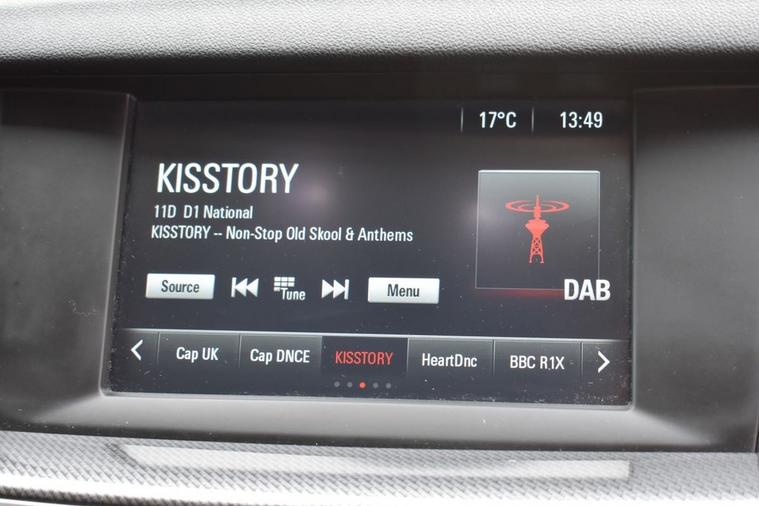 17°C 13:49
KISSTORY
11D D1 National
KISSTORY -- Non-Stop Old Skool & Anthems
Source Tune Menu
DAB
Cap UK Cap DNCE KISSTORY HeartDnc BBC R.1X